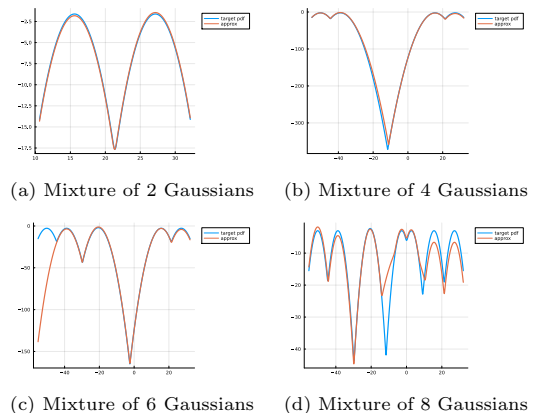 target pdf
approx
−2.5
−5.0
−7.5
−10.0
−12.5
−15.0
−17.5
10 15 20 25 30
target pdf
approx
0
−100
−200
−300
−40 −20 0 20
(a) Mixture of 2 Gaussians
(b) Mixture of 4 Gaussians
target pdf
approx
0
−50
−100
−150
−40 −20 0 20
target pdf
approx
−10
−20
−30
−40
−40 −20 0 20
(c) Mixture of 6 Gaussians
(d) Mixture of 8 Gaussians